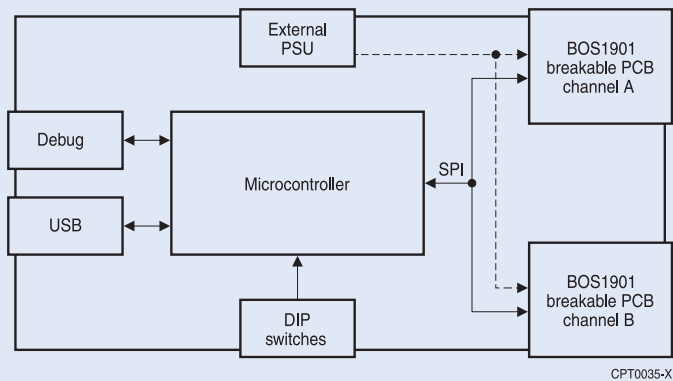 External
PSU
BOS1901
breakable PCB
channel A
Debug
SPI
Microcontroller
USB
BOS1901
breakable PCB
channel B
DIP
switches
CPT0035-X